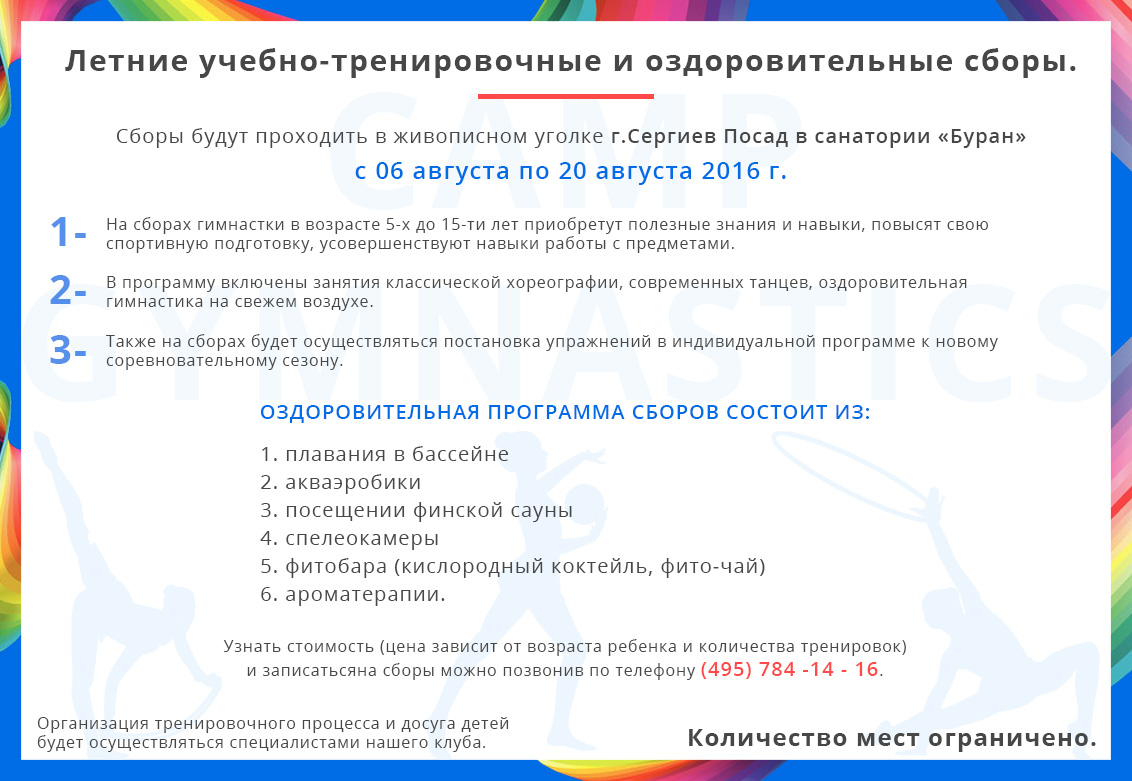 Летние учебно-тренировочные и оздоровительные сборы.
CAMP
Сборы будут проходить в живописном уголке г.Сергиев Посад в санатории «Буран»
с 06 августа по 20 августа 2016 г.
1- На сборах гимнастки в возрасте 5-х до 15-ти лет приобретут полезные знания и навыки, повысят свою
спортивную подготовку, усовершенствуют навыки работы с предметами.
2- В программу включены занятия классической хореографии, современных танцев, оздоровительная
гимнастика на свежем воздухе.
GYMNASTICS
3- Также на сборах будет осуществляться постановка упражнений в индивидуальной программе к новому
соревновательному сезону.
ОЗДОРОВИТЕЛЬНАЯ ПРОГРАММА СБОРОВ СОСТОИТ ИЗ:
1. плавания в бассейне
2. акваэробики
3. посещении финской сауны
4. спелеокамеры
5. фитобара (кислородный коктейль, фито-чай)
6. ароматерапии.
Узнать стоимость (цена зависит от возраста ребенка и количества тренировок)
и записатьсяна сборы можно позвонив по телефону (495) 784 -14 - 16.
Организация тренировочного процесса и досуга детей
будет осуществляться специалистами нашего клуба.
Количество мест ограничено.